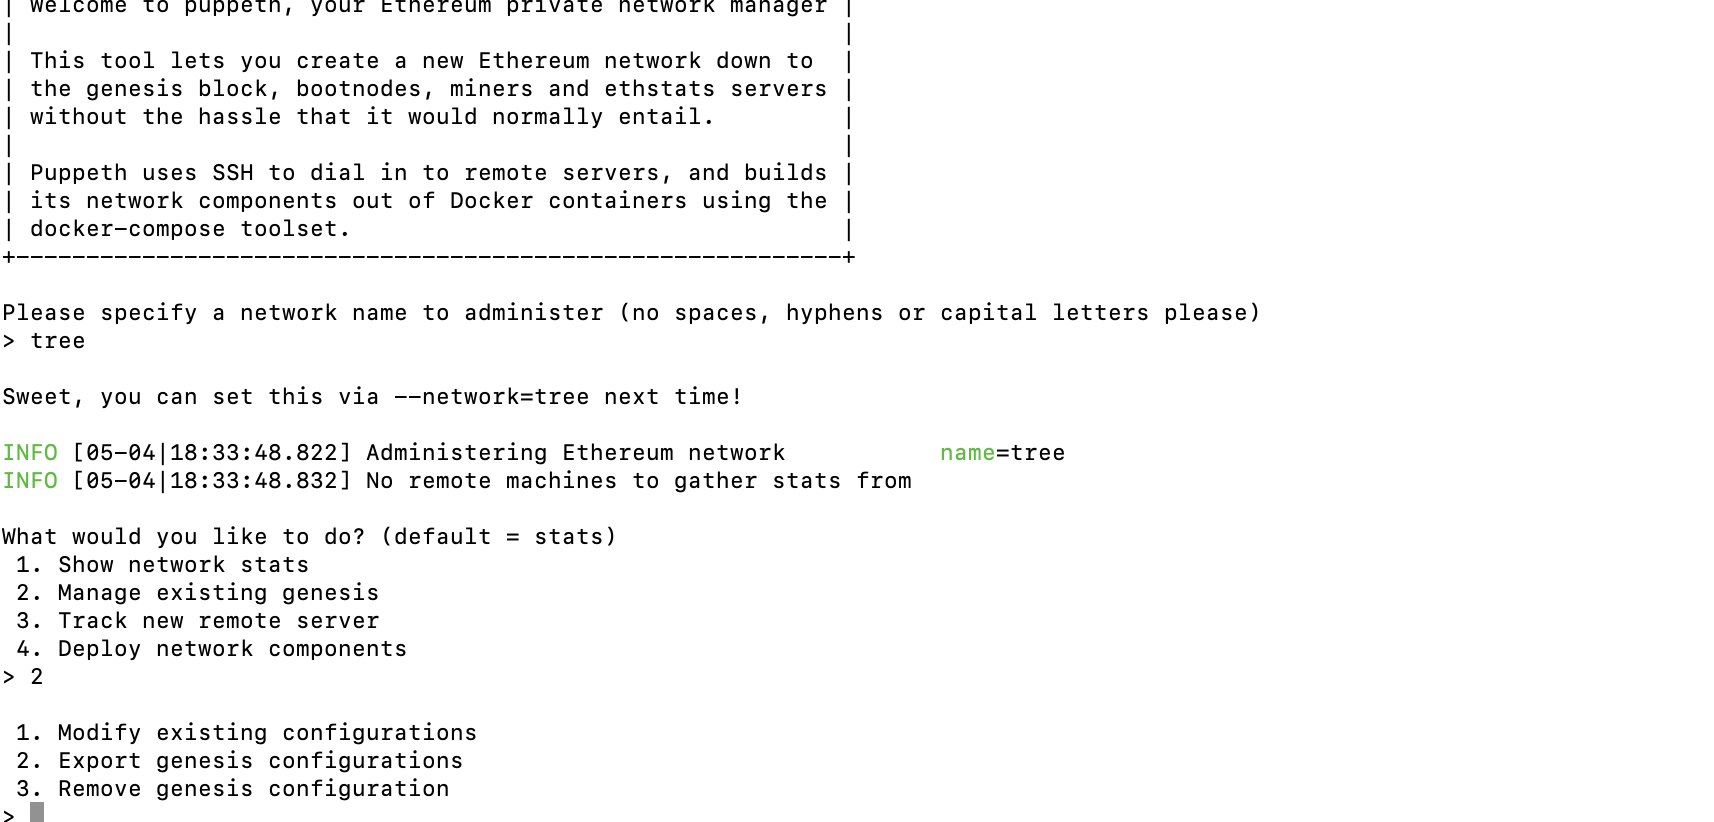 | Welcome to puppeth, your Ethereum private network manager |
|                                                           |
| This tool lets you create a new Ethereum network down to  |
| the genesis block, bootnodes, miners and ethstats servers |
| without the hassle that it would normally entail.         |
|                                                           |
| Puppeth uses SSH to dial in to remote servers, and builds |
| its network components out of Docker containers using the |
| docker-compose toolset.                                   |
+-----------------------------------------------------------+
Please specify a network name to administer (no spaces, hyphens or capital letters please)
> tree
Sweet, you can set this via --network=tree next time!
INFO [05-04|18:33:48.822] Administering Ethereum network           name=tree
INFO [05-04|18:33:48.832] No remote machines to gather stats from
What would you like to do? (default = stats)
 1. Show network stats
 2. Manage existing genesis
 3. Track new remote server
 4. Deploy network components
> 2
 1. Modify existing configurations
 2. Export genesis configurations
 3. Remove genesis configuration
>